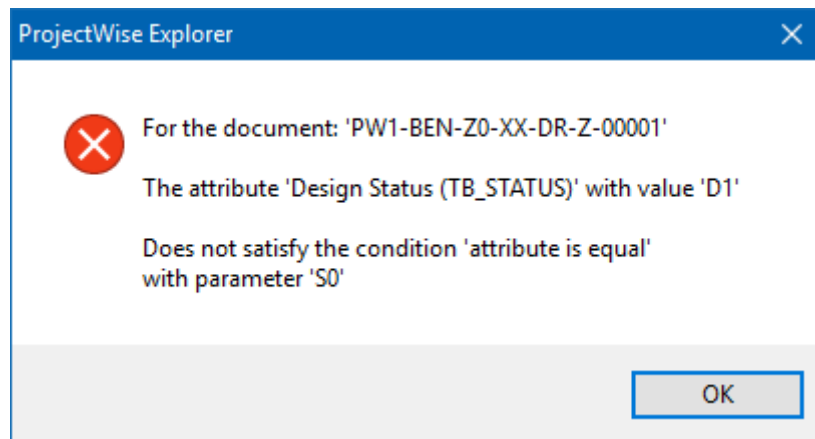 ProjectWise Explorer
For the document: 'PW1-BEN-Z0-XX-DR-Z-00001'
The attribute 'Design Status (TB_STATUS)' with value 'D1'
Does not satisfy the condition 'attribute is equal'
with parameter 'S0'
OK